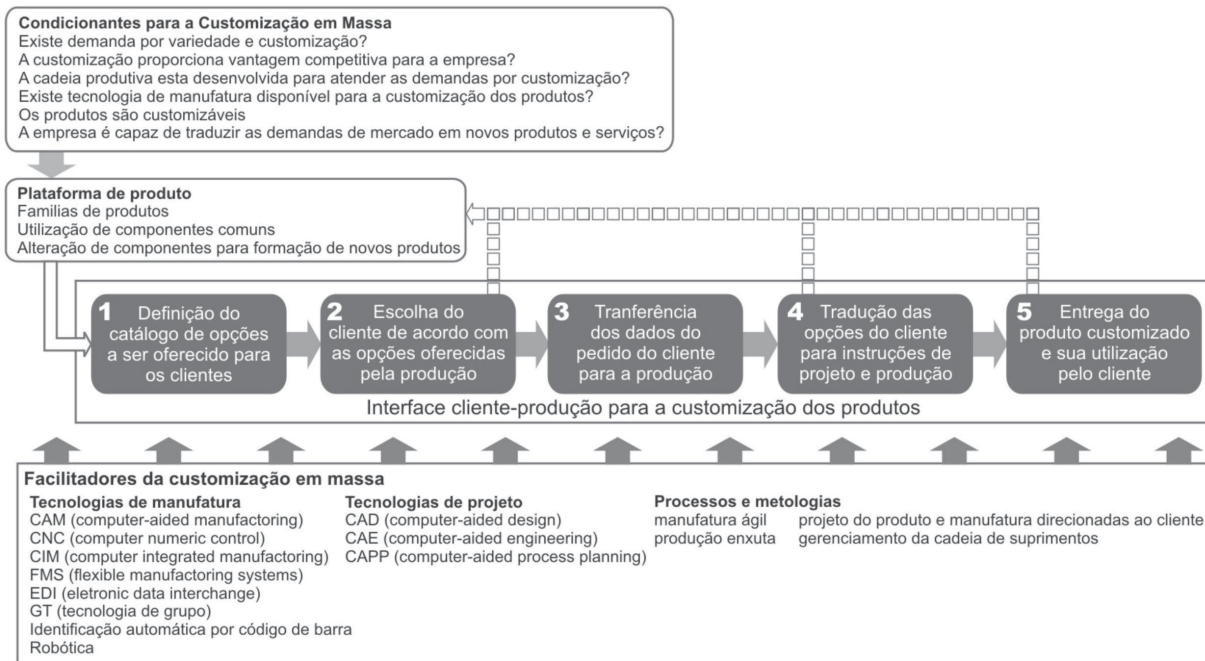 Condicionantes para a Customização em Massa
Existe demanda por variedade e customização?
A customização proporciona vantagem competitiva para a empresa?
A cadeia produtiva esta desenvolvida para atender as demandas por customização?
Existe tecnologia de manufatura disponível para a customização dos produtos?
Os produtos são customizáveis
A empresa é capaz de traduzir as demandas de mercado em novos produtos e serviços?
Plataforma de produto
Familias de produtos
Utilização de componentes comuns
Alteração de componentes para formação de novos produtos
1 Definição do
catálogo de opções
a ser oferecido para
os clientes
2 Escolha do
cliente de acordo com
as opções oferecidas
pela produção
3 Tranferência
dos dados do
pedido do cliente
para a produção
4 Tradução das
opções do cliente
para instruções de
projeto e produção
5 Entrega do
produto customizado
e sua utilização
pelo cliente
Interface cliente-produção para a customização dos produtos
Facilitadores da customização em massa
Tecnologias de manufatura
CAM (computer-aided manufactoring)
CNC (computer numeric control)
CIM (computer integrated manufactoring)
FMS (flexible manufactoring systems)
EDI (eletronic data interchange)
GT (tecnologia de grupo)
Identificação automática por código de barra
Robótica
Tecnologias de projeto
CAD (computer-aided design)
CAE (computer-aided engineering)
CAPP (computer-aided process planning)
Processos e metologias
manufatura ágil
produção enxuta
projeto do produto e manufatura direcionadas ao cliente
gerenciamento da cadeia de suprimentos